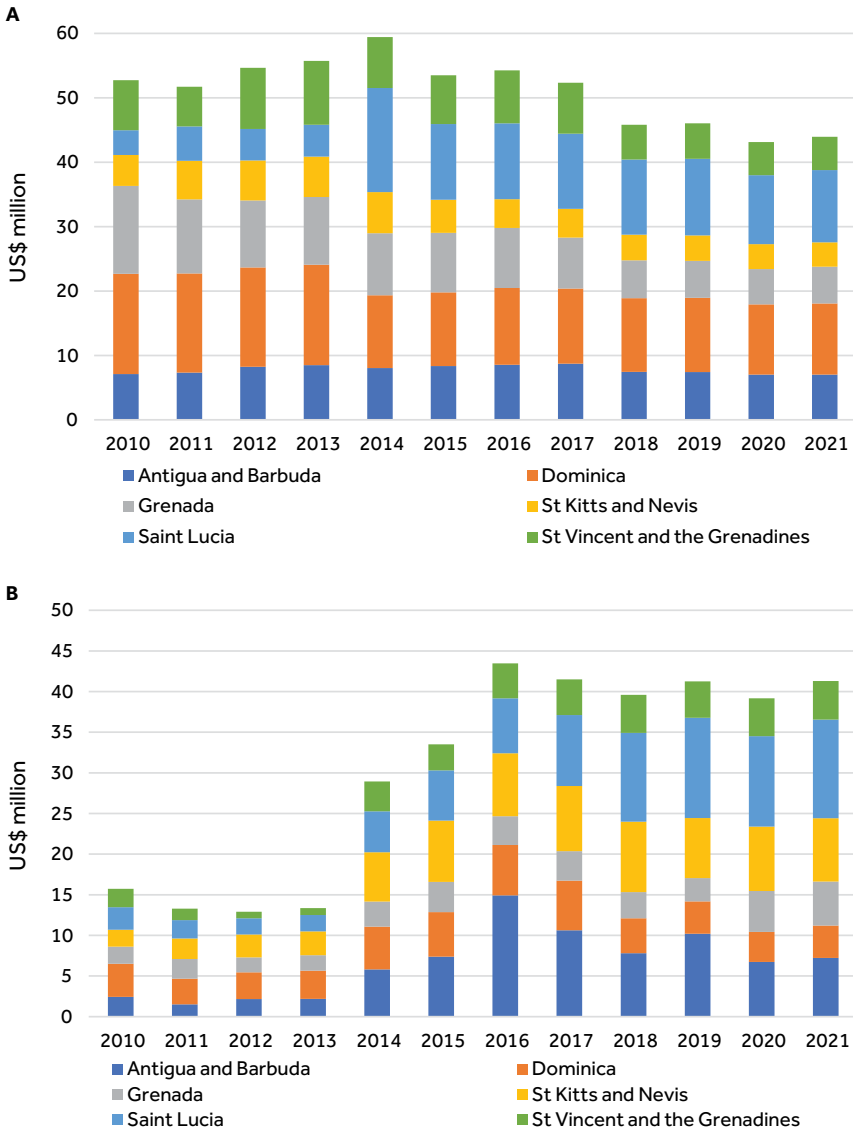 A
60
50
40
30
20
10
0
US$ million
2010 2011 2012 2013 2014 2015 2016 2017 2018 2019 2020 2021
Antigua and Barbuda Dominica
Grenada St Kitts and Nevis
Saint Lucia St Vincent and the Grenadines
B
50
45
40
35
30
25
20
15
10
5
0
US$ million
2010 2011 2012 2013 2014 2015 2016 2017 2018 2019 2020 2021
Antigua and Barbuda Dominica
Grenada St Kitts and Nevis
Saint Lucia St Vincent and the Grenadines